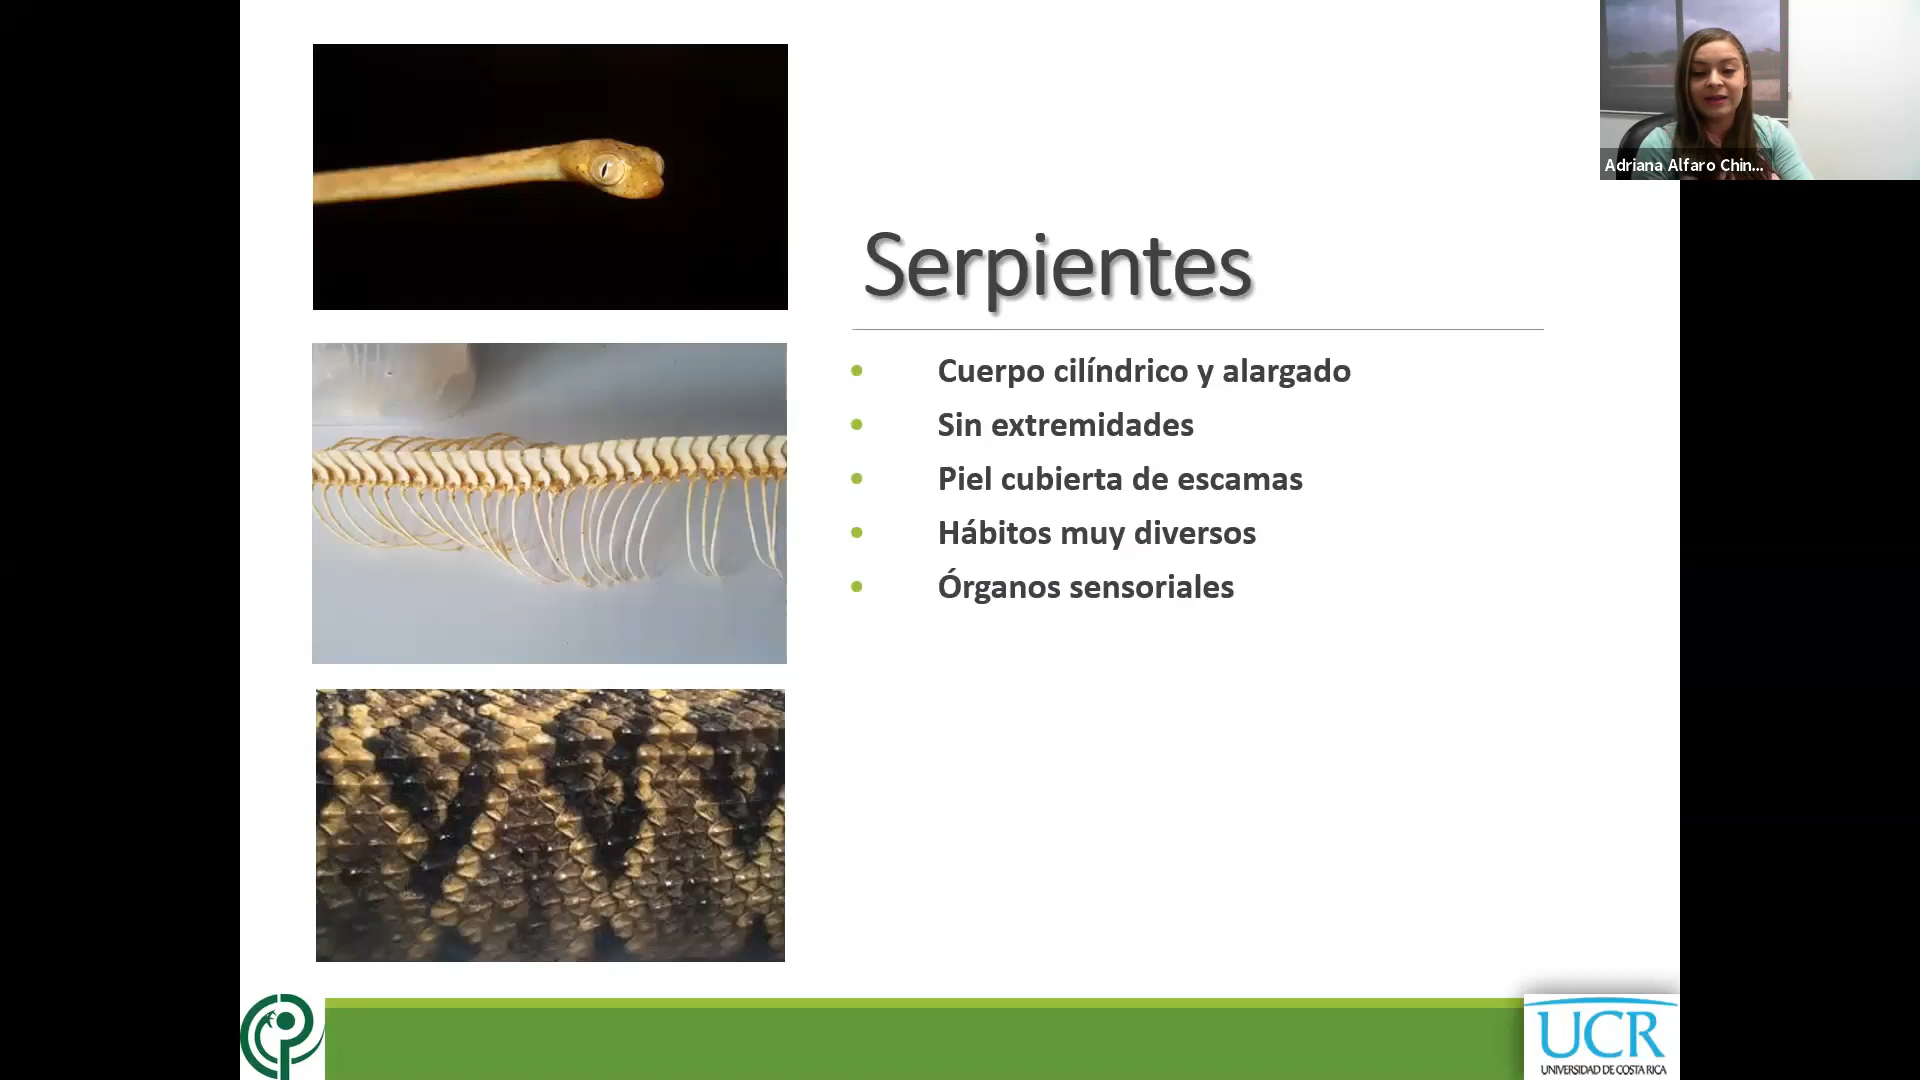 Adriana Alfaro Chin...
Serpientes
• Cuerpo cilíndrico y alargado
• Sin extremidades
• Piel cubierta de escamas
• Hábitos muy diversos
• Órganos sensoriales
UCR
UNIVERSIDAD DE COSTA RICA